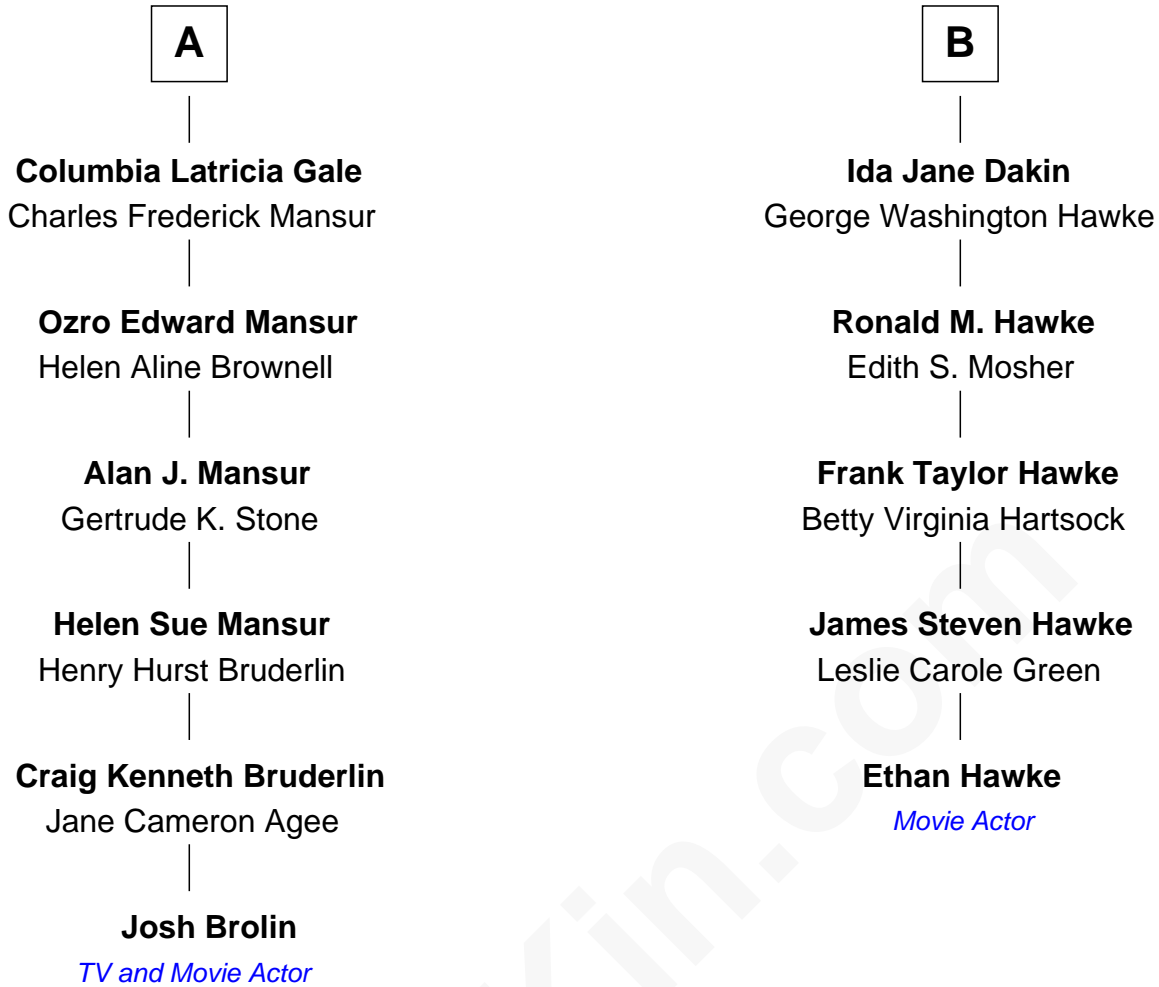 A
Columbia Latricia Gale
Charles Frederick Mansur
Ozro Edward Mansur
Helen Aline Brownell
Alan J. Mansur
Gertrude K. Stone
Helen Sue Mansur
Henry Hurst Bruderlin
Craig Kenneth Bruderlin
Jane Cameron Agee
Josh Brolin
TV and Movie Actor
B
Ida Jane Dakin
George Washington Hawke
Ronald M. Hawke
Edith S. Mosher
Frank Taylor Hawke
Betty Virginia Hartsock
James Steven Hawke
Leslie Carole Green
Ethan Hawke
Movie Actor
Kin.com